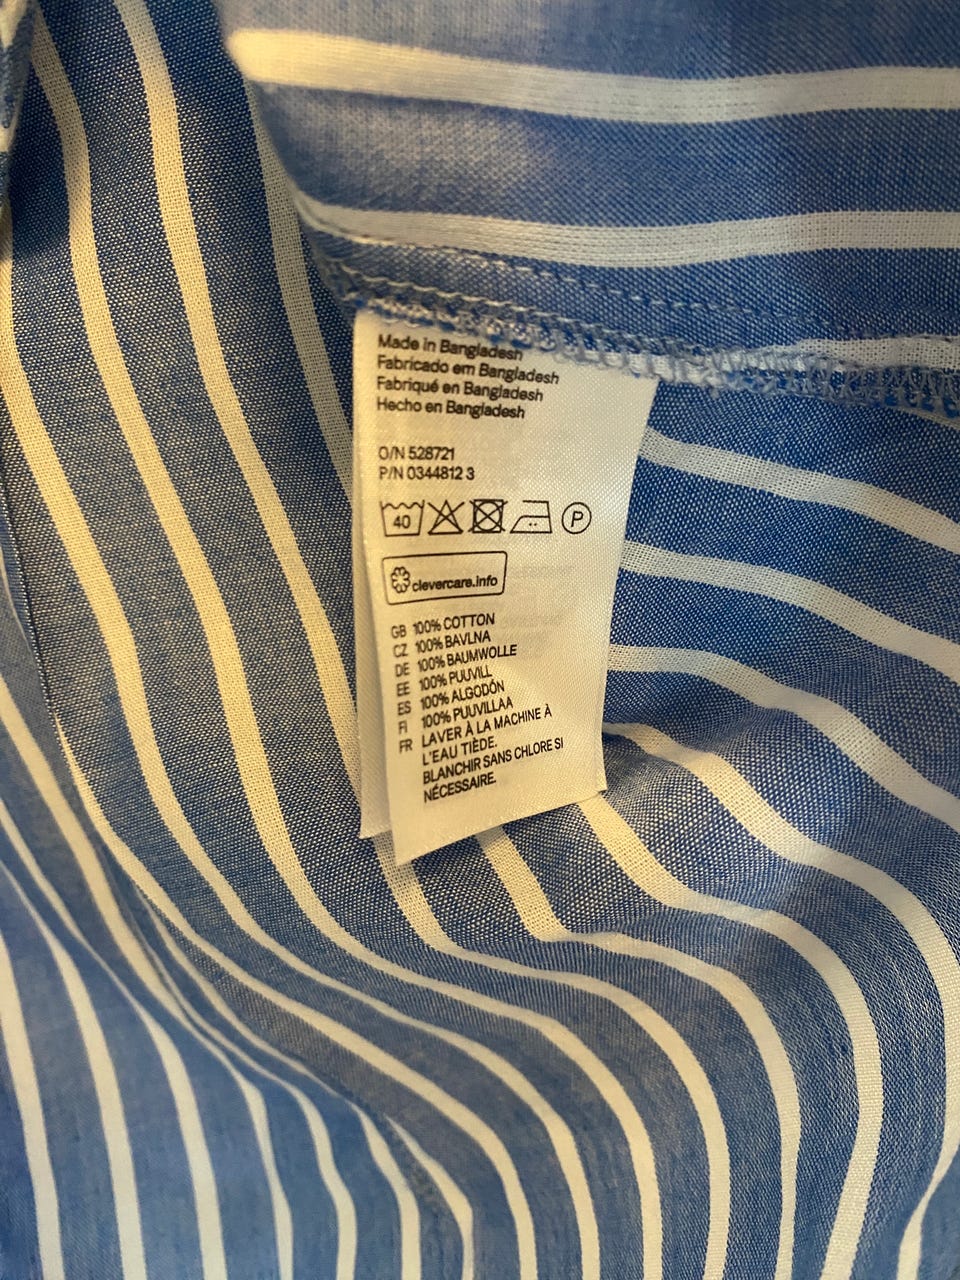 Made in Bangladesh
Fabricado em Bangladesh
Fabriqué en Bangladesh
Hecho en Bangladesh
O/N 528721
P/N 0344812 3
40 P
clevercare.info
GB 100% COTTON
CZ 100% BAVLNA
DE 100% BAUMWOLLE
EE 100% PUUVILL
ES 100% ALGODÓN
FI 100% PUUVILLAA
FR LAVER À LA MACHINE À
L'EAU TIÈDE.
BLANCHIR SANS CHLORE SI
NÉCESSAIRE.